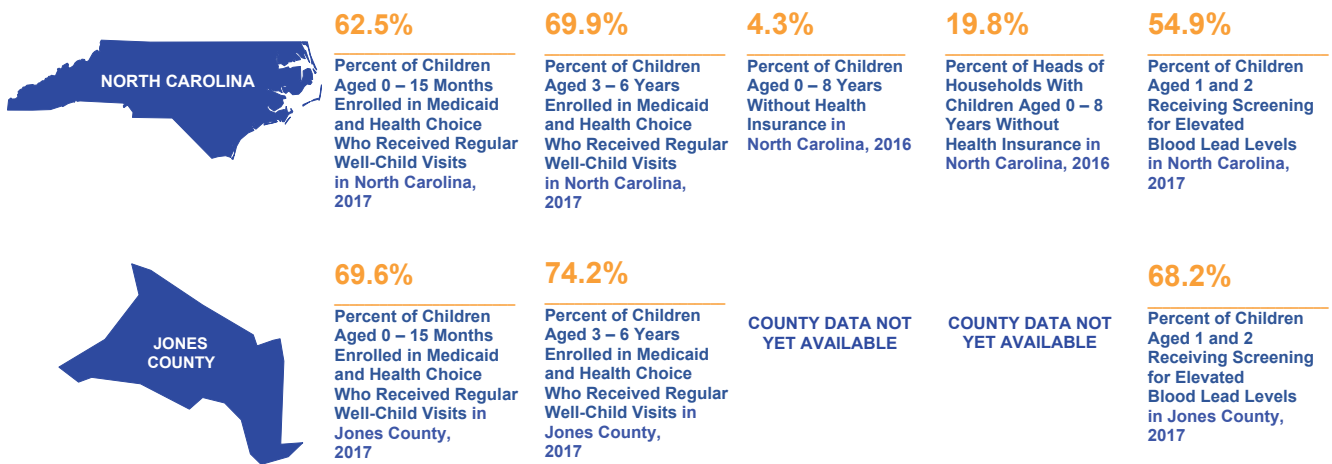 NORTH CAROLINA
62.5%
Percent of Children
Aged 0 – 15 Months
Enrolled in Medicaid
and Health Choice
Who Received Regular
Well-Child Visits
in North Carolina,
2017
69.9%
Percent of Children
Aged 3 – 6 Years
Enrolled in Medicaid
and Health Choice
Who Received Regular
Well-Child Visits
in North Carolina,
2017
4.3%
Percent of Children
Aged 0 – 8 Years
Without Health
Insurance in
North Carolina, 2016
19.8%
Percent of Heads of
Households With
Children Aged 0 – 8
Years Without
Health Insurance in
North Carolina, 2016
54.9%
Percent of Children
Aged 1 and 2
Receiving Screening
for Elevated
Blood Lead Levels
in North Carolina,
2017
JONES
COUNTY
69.6%
Percent of Children
Aged 0 – 15 Months
Enrolled in Medicaid
and Health Choice
Who Received Regular
Well-Child Visits in
Jones County,
2017
74.2%
Percent of Children
Aged 3 – 6 Years
Enrolled in Medicaid
and Health Choice
Who Received Regular
Well-Child Visits in
Jones County,
2017
COUNTY DATA NOT
YET AVAILABLE
COUNTY DATA NOT
YET AVAILABLE
68.2%
Percent of Children
Aged 1 and 2
Receiving Screening
for Elevated
Blood Lead Levels
in Jones County,
2017